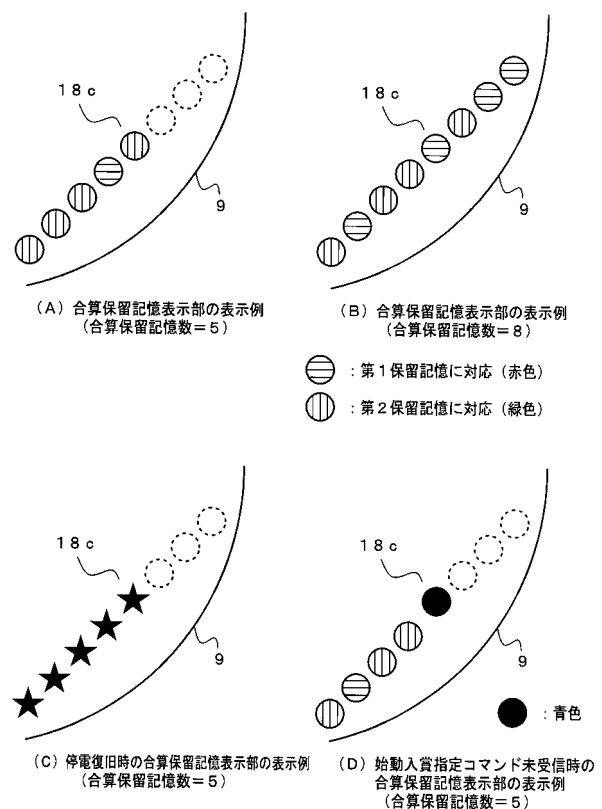 18c
9
(A) 合算保留記憶表示部の表示例
(合算保留記憶数=5)
18c
9
(B) 合算保留記憶表示部の表示例
(合算保留記憶数=8)
:第1保留記憶に対応(赤色)
:第2保留記憶に対応(緑色)
18c
9
(C) 停電復旧時の合算保留記憶表示部の表示例
(合算保留記憶数=5)
18c
9
:青色
(D) 始動入賞指定コマンド未受信時の
合算保留記憶表示部の表示例
(合算保留記憶数=5)